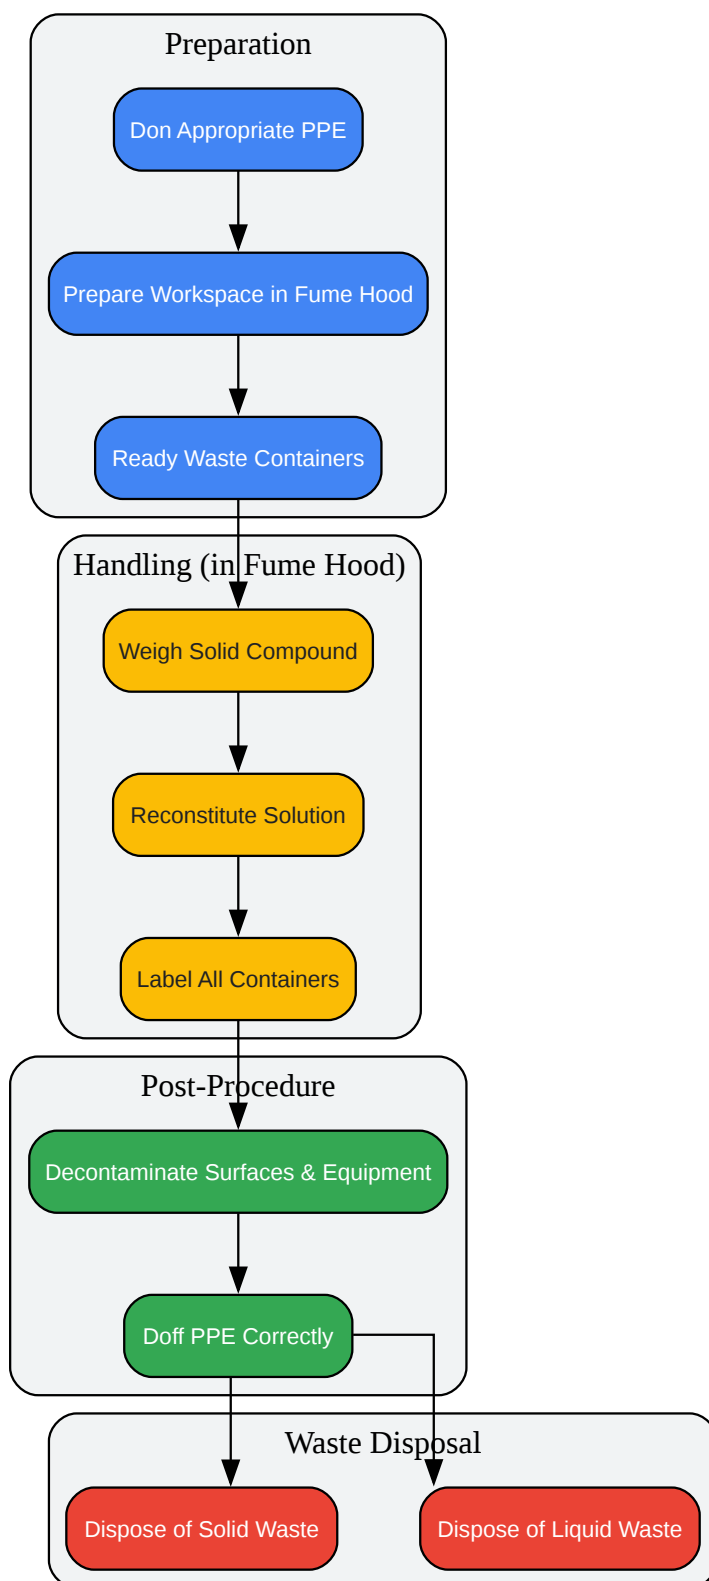 Preparation
Don Appropriate PPE
Prepare Workspace in Fume Hood
Ready Waste Containers
Handling (in Fume Hood)
Weigh Solid Compound
Reconstitute Solution
Label All Containers
Post-Procedure
Decontaminate Surfaces & Equipment
Doff PPE Correctly
Waste Disposal
Dispose of Solid Waste
Dispose of Liquid Waste